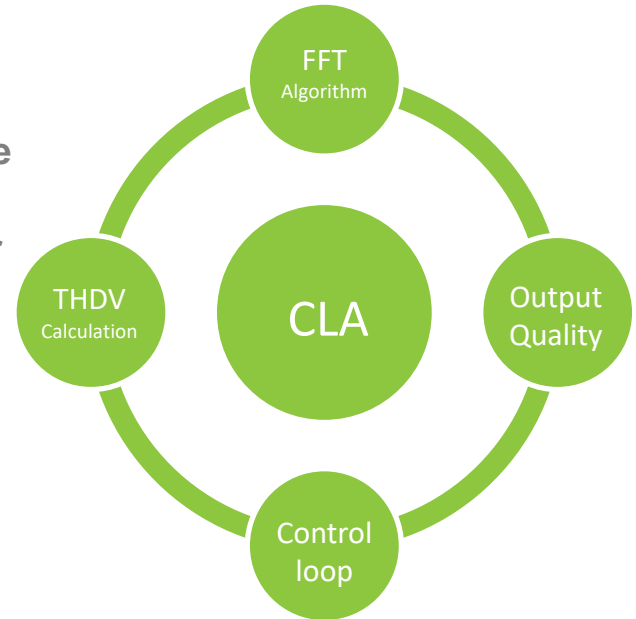 FFT
Algorithm
e
THDV
Calculation
CLA
Output
Quality
Control
loop